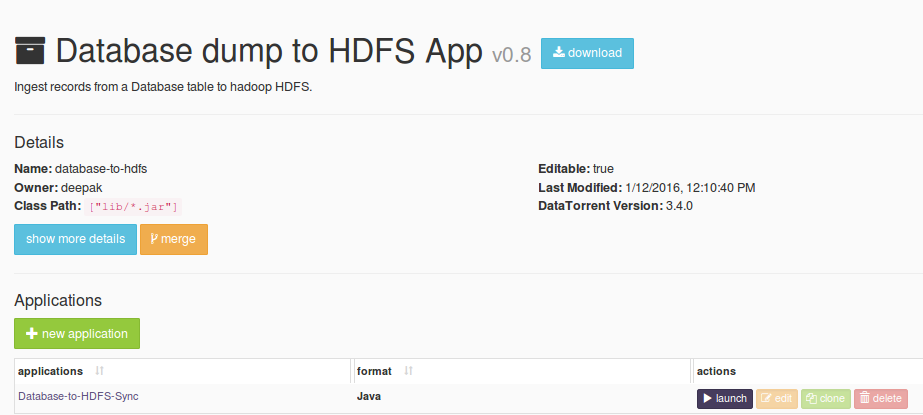 Database dump to HDFS App v0.8 download
Ingest records from a Database table to hadoop HDFS.
Details
Name: database-to-hdfs Editable: true
Owner: deepak Last Modified: 1/12/2016, 12:10:40 PM
Class Path: ["lib/*.jar"] DataTorrent Version: 3.4.0
show more details merge
Applications
new application
applications format actions
Database-to-HDFS-Sync Java launch edit clone delete